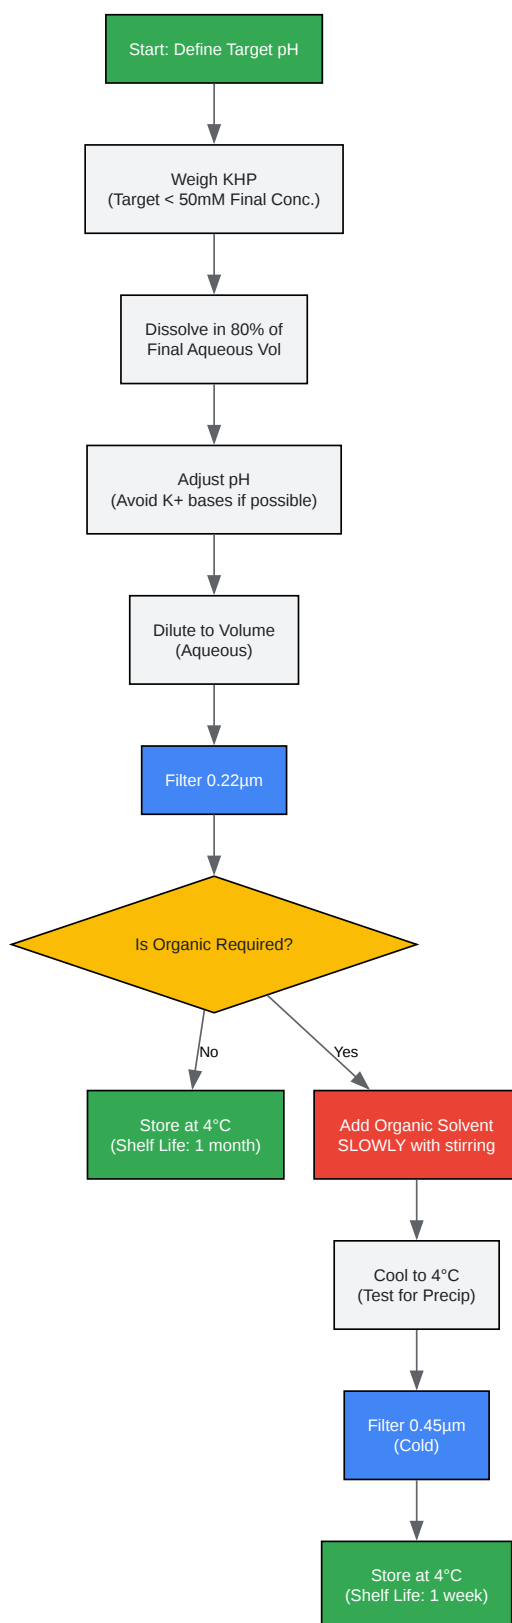 Start: Define Target pH
Weigh KHP
(Target < 50mM Final Conc.)
Dissolve in 80% of
Final Aqueous Vol
Adjust pH
(Avoid K+ bases if possible)
Dilute to Volume
(Aqueous)
Filter 0.22µm
Is Organic Required?
No
Yes
Store at 4°C
(Shelf Life: 1 month)
Add Organic Solvent
SLOWLY with stirring
Cool to 4°C
(Test for Precip)
Filter 0.45µm
(Cold)
Store at 4°C
(Shelf Life: 1 week)